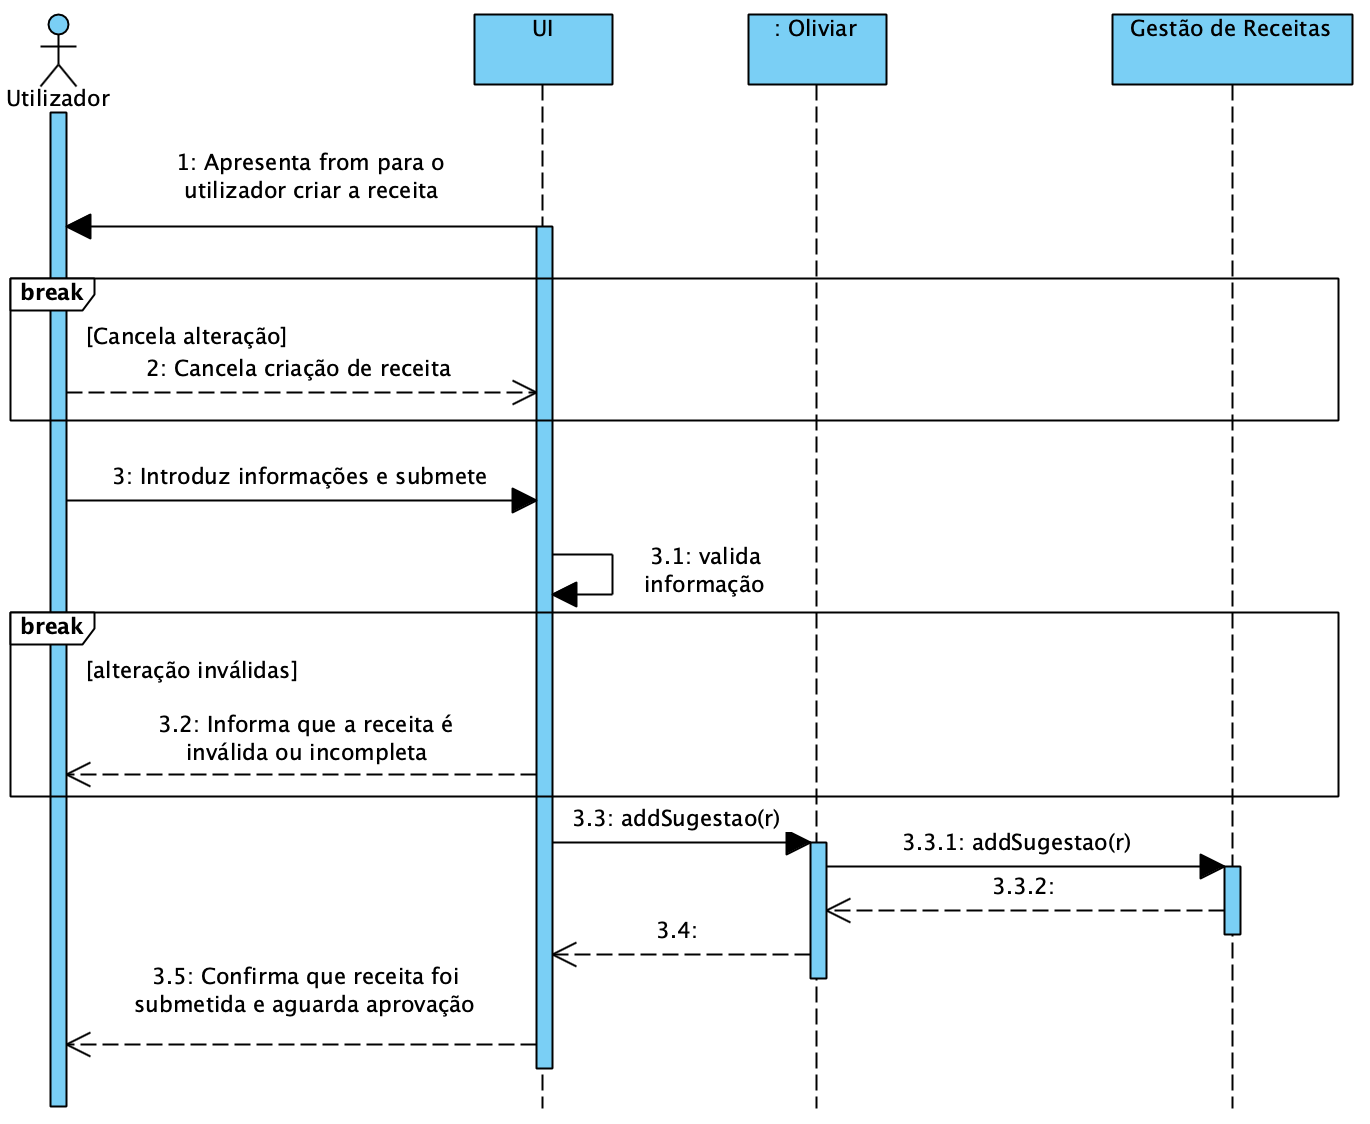 UI
: Oliviar
Gestão de Receitas
Utilizador
1: Apresenta from para o
utilizador criar a receita
break
[Cancela alteração]
2: Cancela criação de receita
3: Introduz informações e submete
3.1: valida
informação
break
[alteração inválidas]
3.2: Informa que a receita é
inválida ou incompleta
3.3: addSugestao(r)
3.3.1: addSugestao(r)
3.3.2:
3.4:
3.5: Confirma que receita foi
submetida e aguarda aprovação